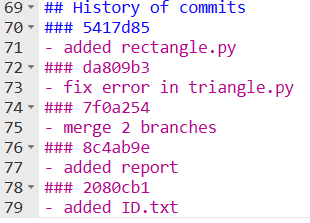 69 ## History of commits
70 ### 5417d85
71 - added rectangle.py
72 ### da809b3
73 - fix error in triangle.py
74 ### 7f0a254
75 - merge 2 branches
76 ### 8c4ab9e
77 - added report
78 ### 2080cb1
79 - added ID.txt